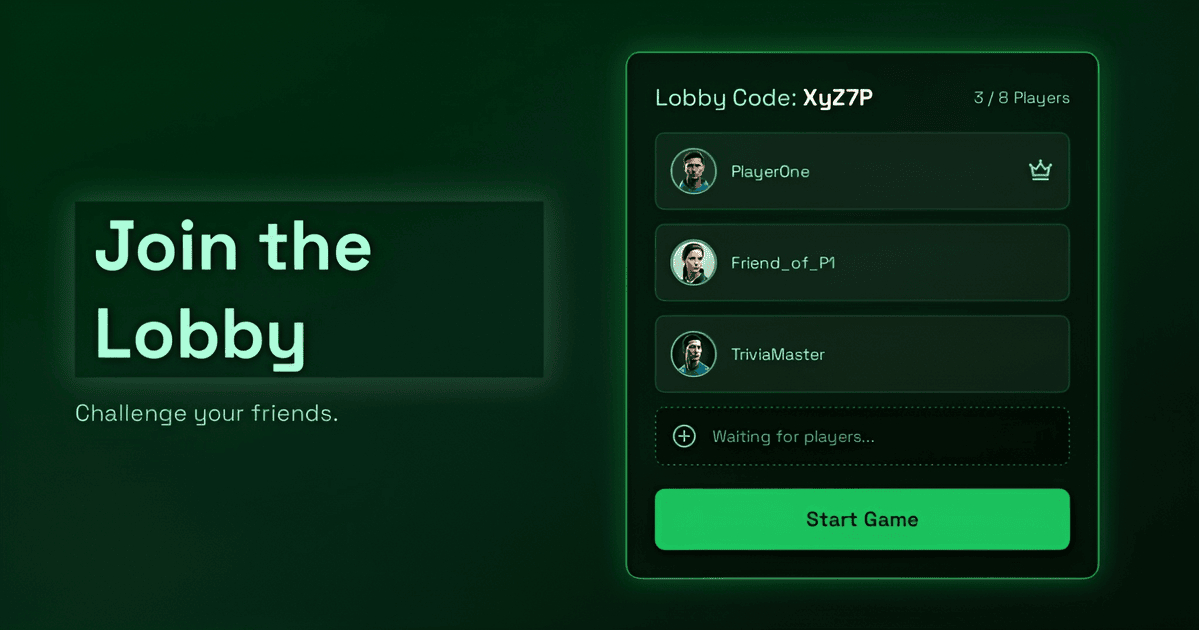 Join the
Lobby
Challenge your friends.
Lobby Code: XyZ7P
3 / 8 Players
PlayerOne
Friend_of_P1
TriviaMaster
Waiting for players...
Start Game